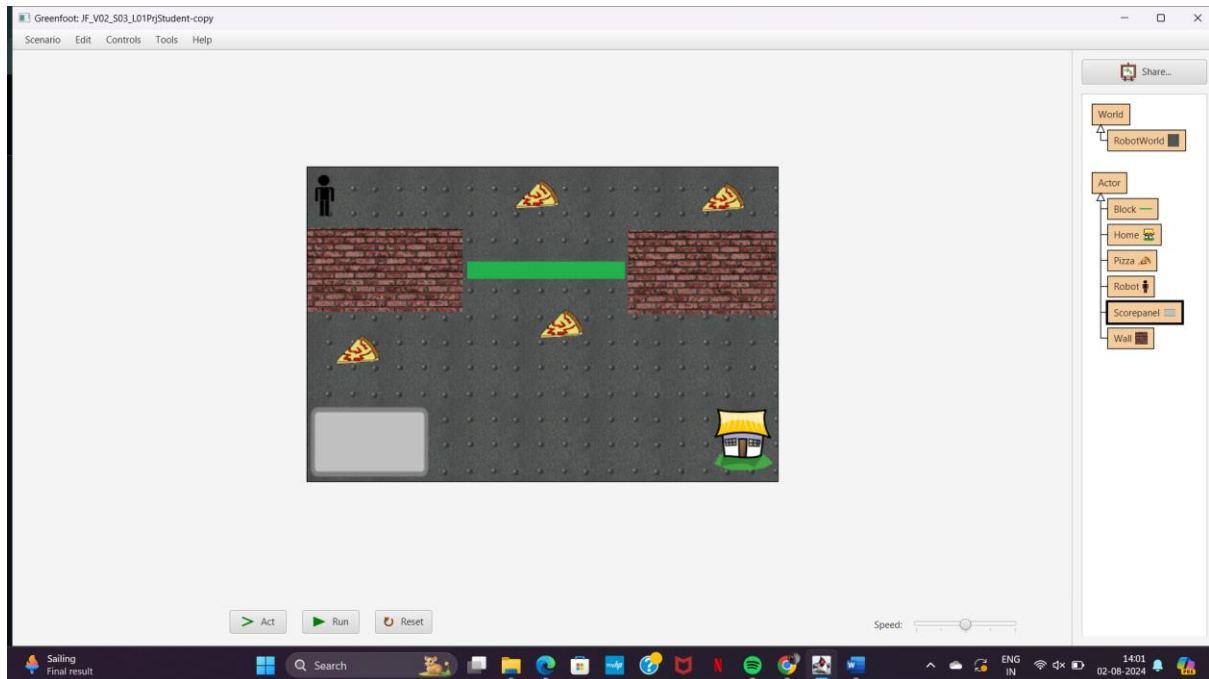 Greenfoot: JF_V02_S03_L01PrjStudent-copy
Scenario Edit Controls Tools Help
Share...
World
RobotWorld
Actor
Block
Home
Pizza
Robot
Scorepanel
Wall
Act Run Reset
Speed:
Sailing
Final result
Search
ENG
IN
14:01
02-08-2024